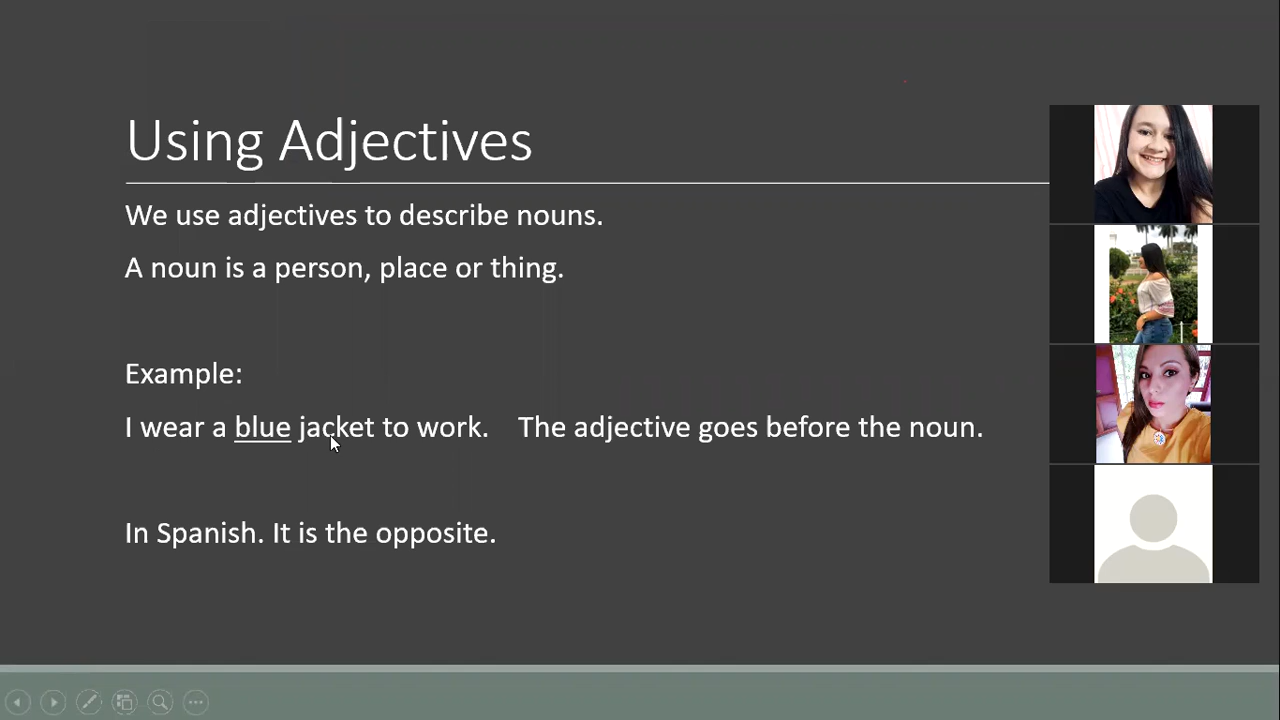 Using Adjectives
We use adjectives to describe nouns.
A noun is a person, place or thing.
Example:
I wear a blue jacket to work. The adjective goes before the noun.
In Spanish. It is the opposite.